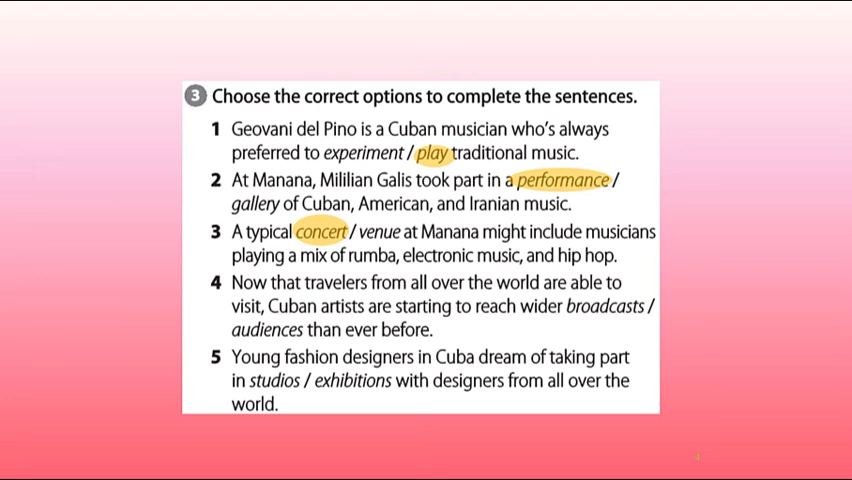 3 Choose the correct options to complete the sentences.
1 Geovani del Pino is a Cuban musician who's always
preferred to experiment / play traditional music.
2 At Manana, Mililian Galis took part in a performance /
gallery of Cuban, American, and Iranian music.
3 A typical concert / venue at Manana might include musicians
playing a mix of rumba, electronic music, and hip hop.
4 Now that travelers from all over the world are able to
visit, Cuban artists are starting to reach wider broadcasts /
audiences than ever before.
5 Young fashion designers in Cuba dream of taking part
in studios / exhibitions with designers from all over the
world.